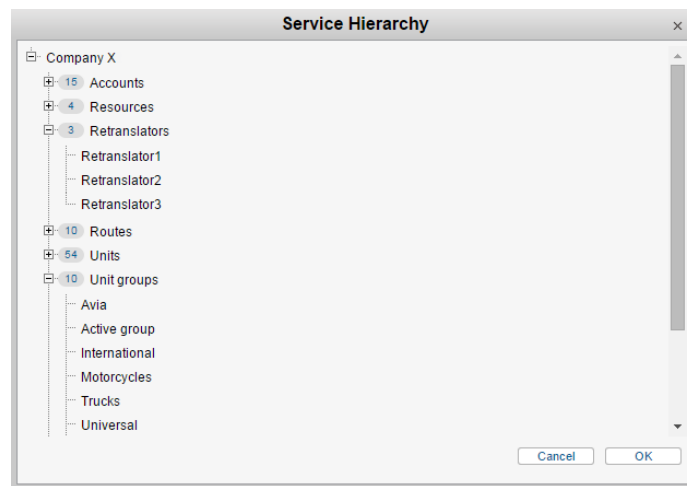 Service Hierarchy ×
Company X
15 Accounts
4 Resources
3 Retranslators
Retranslator1
Retranslator2
Retranslator3
10 Routes
54 Units
10 Unit groups
Avia
Active group
International
Motorcycles
Trucks
Universal
Cancel OK